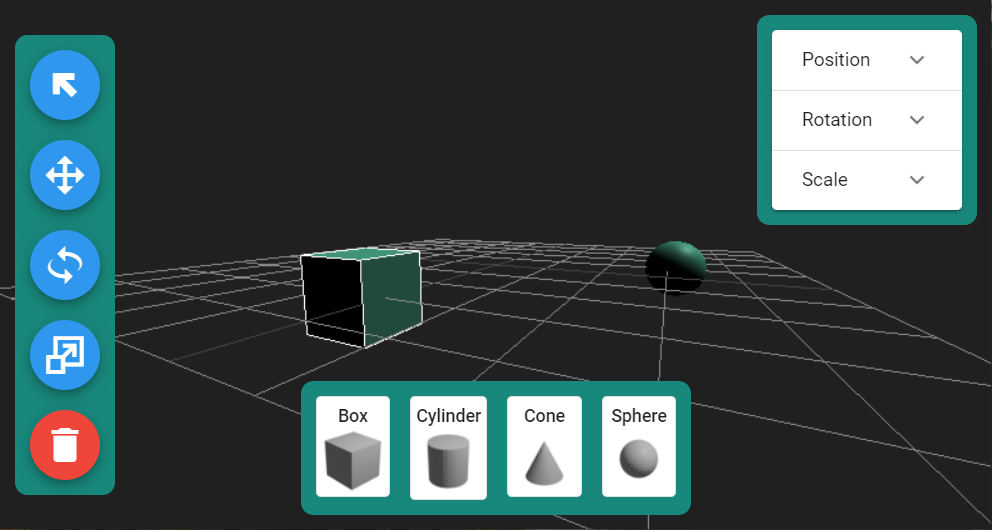 Position
Rotation
Scale
Box
Cylinder
Cone
Sphere